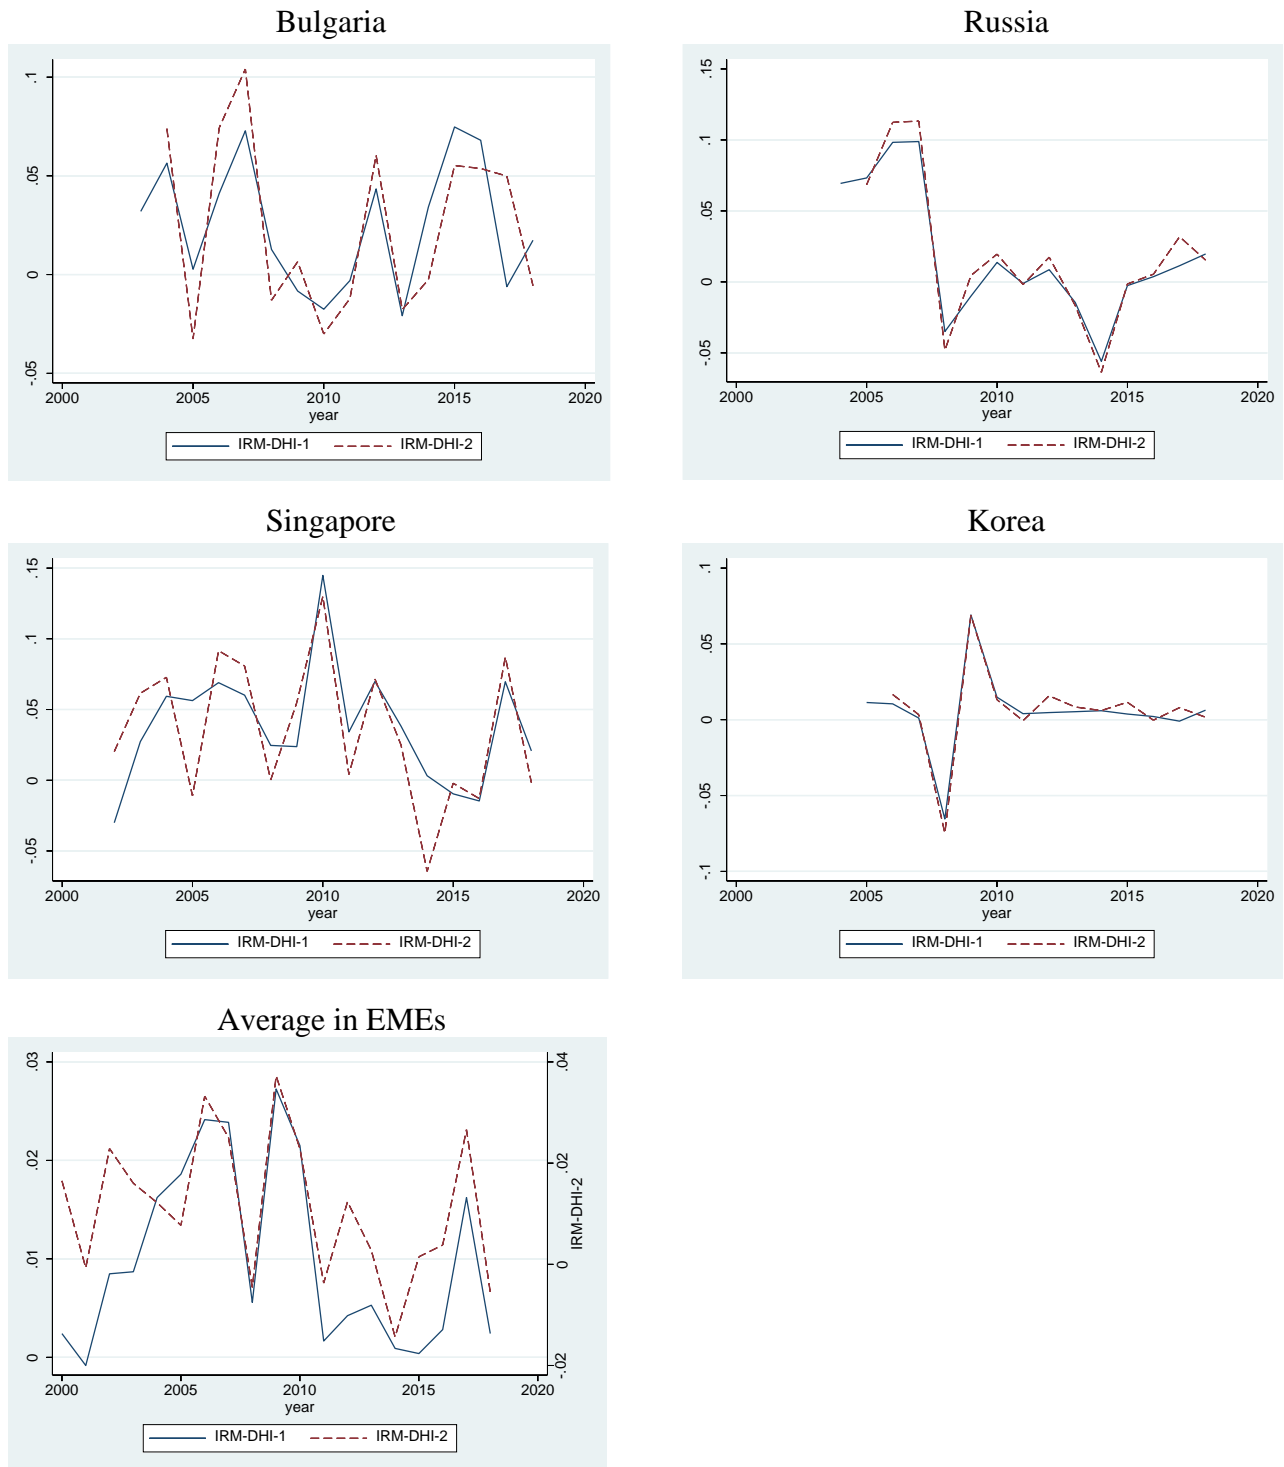 Bulgaria
.1
.05
0
-.05
2000 2005 2010 2015 2020
year
IRM-DHI-1 IRM-DHI-2
Russia
.15
.1
.05
0
-.05
2000 2005 2010 2015 2020
year
IRM-DHI-1 IRM-DHI-2
Singapore
.15
.1
.05
0
-.05
2000 2005 2010 2015 2020
year
IRM-DHI-1 IRM-DHI-2
Korea
.1
.05
0
-.05
-.1
2000 2005 2010 2015 2020
year
IRM-DHI-1 IRM-DHI-2
Average in EMEs
.03
.02
.01
0
.04
.02
0
-.02
IRM-DHI-2
2000 2005 2010 2015 2020
year
IRM-DHI-1 IRM-DHI-2